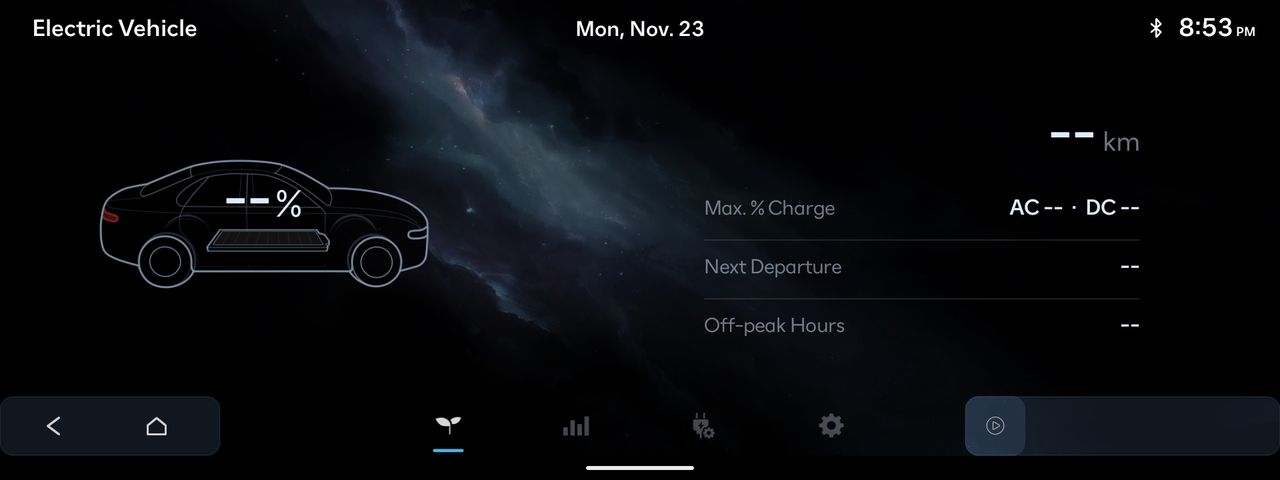 Electric Vehicle
Mon, Nov. 23
8:53 PM
--%
-- km
Max. % Charge AC -- · DC --
Next Departure --
Off-peak Hours --